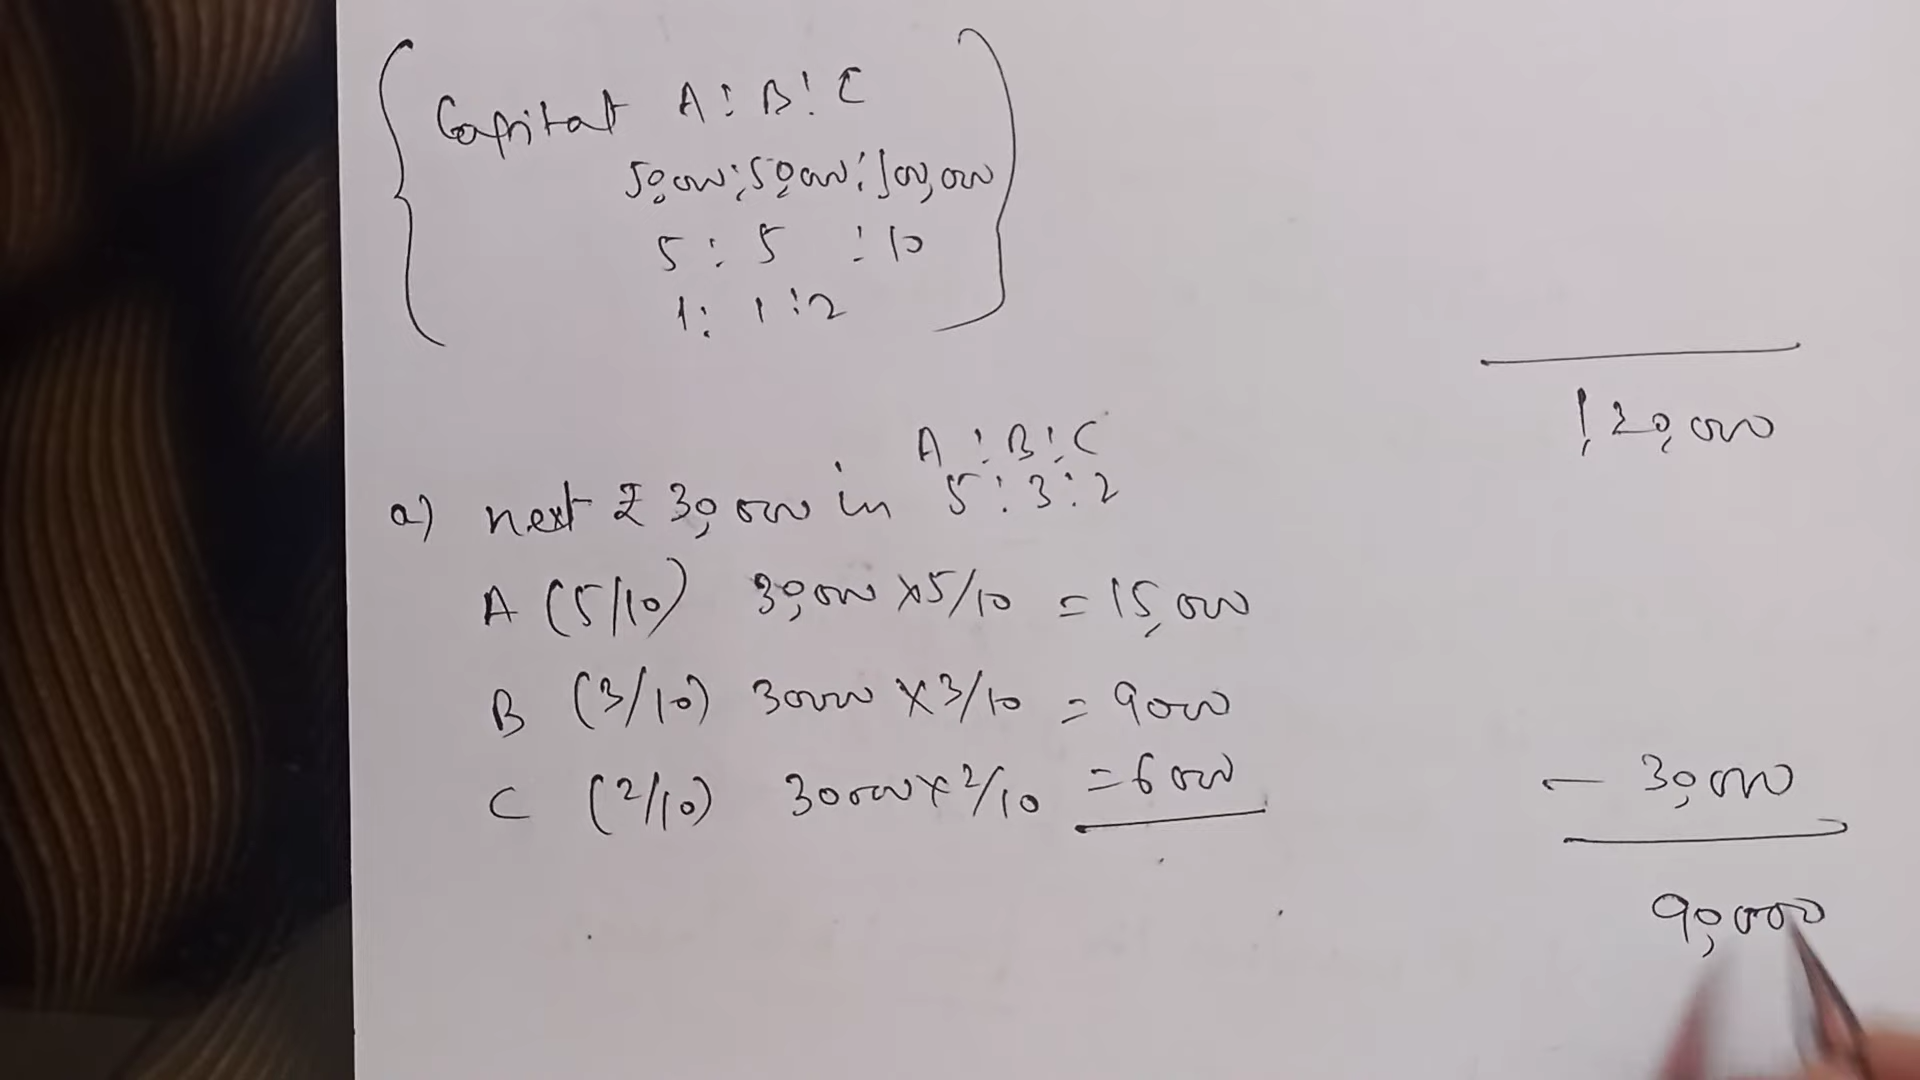 Capital A : B : C
50,000 : 50,000 : 100,000
5 : 5 : 10
1 : 1 : 2
1,20,000
A : B : C
a) next ₹ 30,000 in 5 : 3 : 2
A (5/10) 30,000 x 5/10 = 15,000
B (3/10) 30000 x 3/10 = 9000
C (2/10) 30000 x 2/10 = 6000
- 30,000
90,000